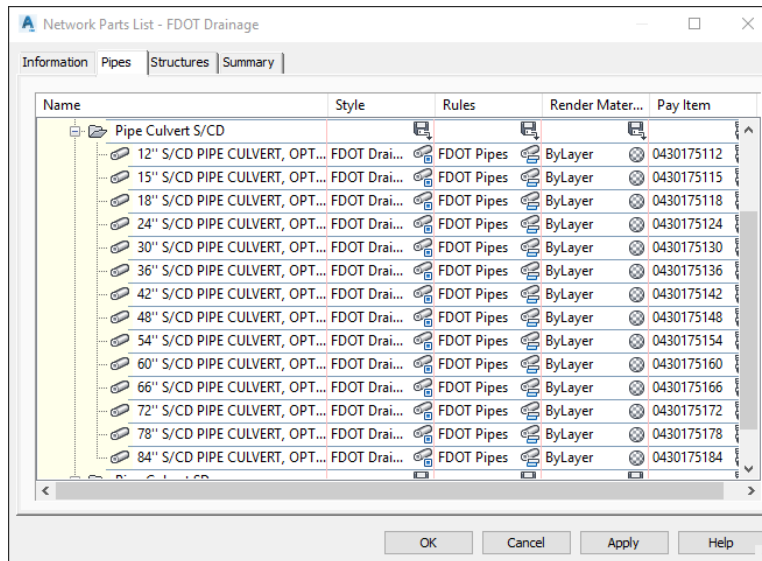 Network Parts List - FDOT Drainage
Information Pipes Structures Summary
Name Style Rules Render Mater... Pay Item
Pipe Culvert S/CD
12" S/CD PIPE CULVERT, OPT... FDOT Drai... FDOT Pipes ByLayer 0430175112
15" S/CD PIPE CULVERT, OPT... FDOT Drai... FDOT Pipes ByLayer 0430175115
18" S/CD PIPE CULVERT, OPT... FDOT Drai... FDOT Pipes ByLayer 0430175118
24" S/CD PIPE CULVERT, OPT... FDOT Drai... FDOT Pipes ByLayer 0430175124
30" S/CD PIPE CULVERT, OPT... FDOT Drai... FDOT Pipes ByLayer 0430175130
36" S/CD PIPE CULVERT, OPT... FDOT Drai... FDOT Pipes ByLayer 0430175136
42" S/CD PIPE CULVERT, OPT... FDOT Drai... FDOT Pipes ByLayer 0430175142
48" S/CD PIPE CULVERT, OPT... FDOT Drai... FDOT Pipes ByLayer 0430175148
54" S/CD PIPE CULVERT, OPT... FDOT Drai... FDOT Pipes ByLayer 0430175154
60" S/CD PIPE CULVERT, OPT... FDOT Drai... FDOT Pipes ByLayer 0430175160
66" S/CD PIPE CULVERT, OPT... FDOT Drai... FDOT Pipes ByLayer 0430175166
72" S/CD PIPE CULVERT, OPT... FDOT Drai... FDOT Pipes ByLayer 0430175172
78" S/CD PIPE CULVERT, OPT... FDOT Drai... FDOT Pipes ByLayer 0430175178
84" S/CD PIPE CULVERT, OPT... FDOT Drai... FDOT Pipes ByLayer 0430175184
OK Cancel Apply Help